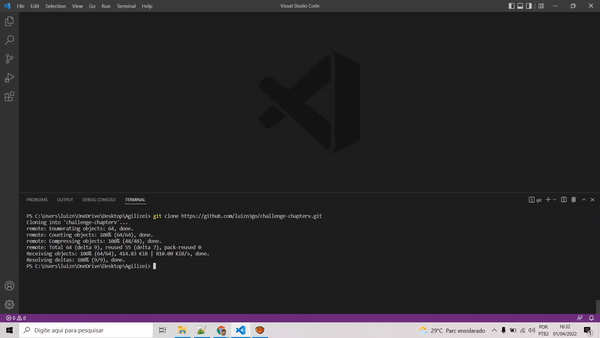 File Edit Selection View Go Run Terminal Help
Visual Studio Code
PROBLEMS OUTPUT DEBUG CONSOLE TERMINAL
git
PS C:\Users\luizn\OneDrive\Desktop\Agilizei> git clone https://github.com/luizn1go/challenge-chapterv.git
Cloning into 'challenge-chapterv'...
remote: Enumerating objects: 64, done.
remote: Counting objects: 100% (64/64), done.
remote: Compressing objects: 100% (48/48), done.
remote: Total 64 (delta 9), reused 55 (delta 7), pack-reused 0
Receiving objects: 100% (64/64), 414.83 KiB | 810.00 KiB/s, done.
Resolving deltas: 100% (9/9), done.
PS C:\Users\luizn\OneDrive\Desktop\Agilizei>
0 0
Digite aqui para pesquisar
29°C Parc ensolarado
POR
PTB2
16:32
01/04/2022